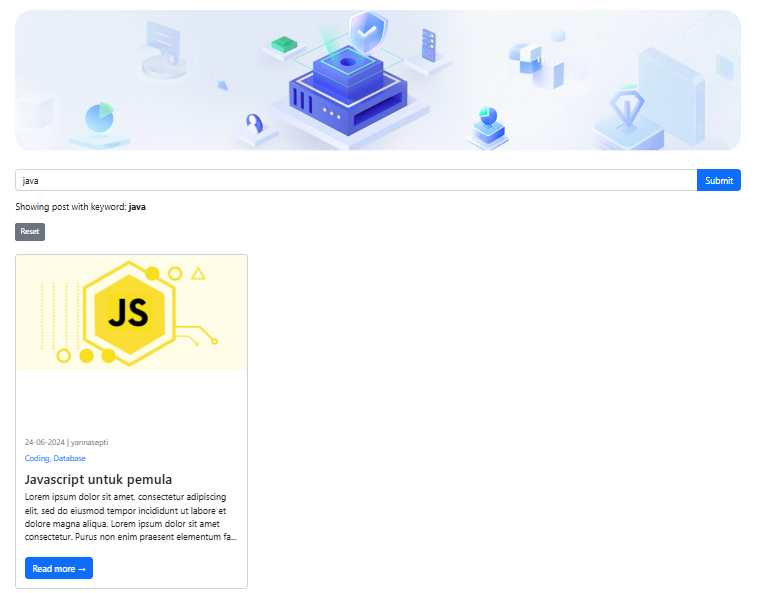 java
Submit
Showing post with keyword: java
Reset
JS
24-06-2024 | yannasepti
Coding, Database
Javascript untuk pemula
Lorem ipsum dolor sit amet, consectetur adipiscing
elit, sed do eiusmod tempor incididunt ut labore et
dolore magna aliqua. Lorem ipsum dolor sit amet
consectetur. Purus non enim praesent elementum fa...
Read more →